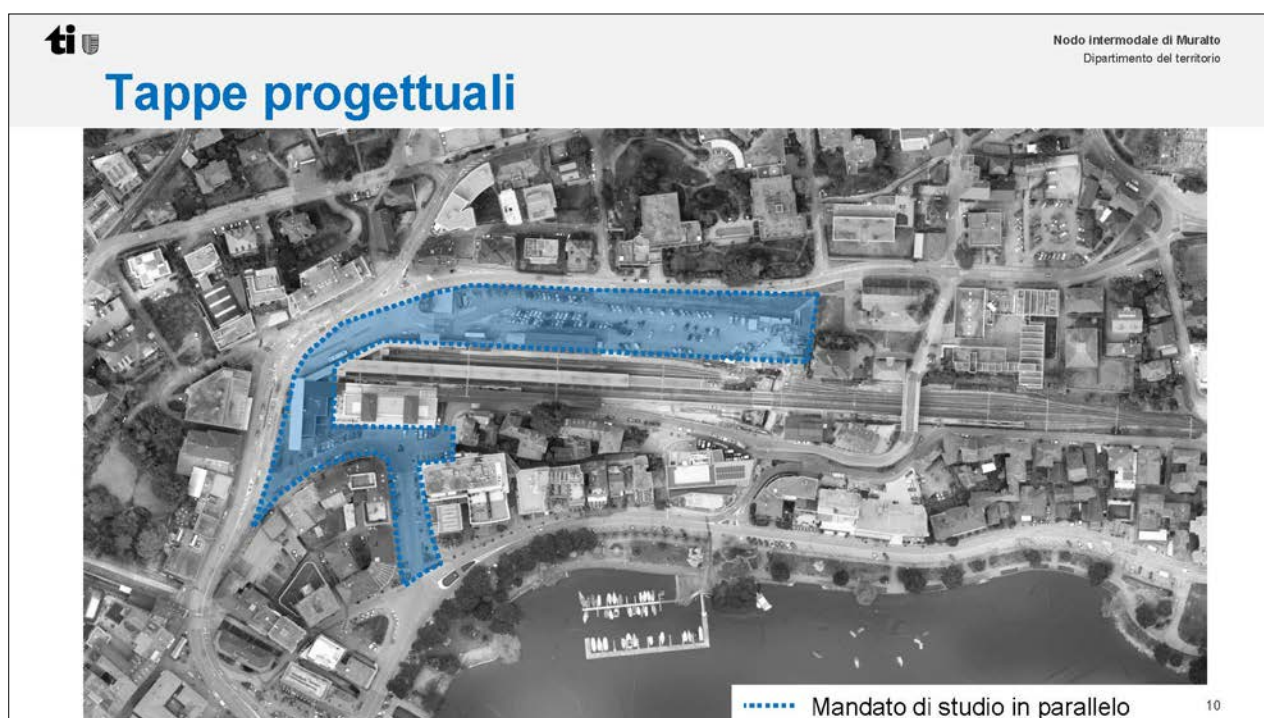 ti
Nodo intermodale di Muralto
Dipartimento del territorio
Tappe progettuali
Mandato di studio in parallelo
10